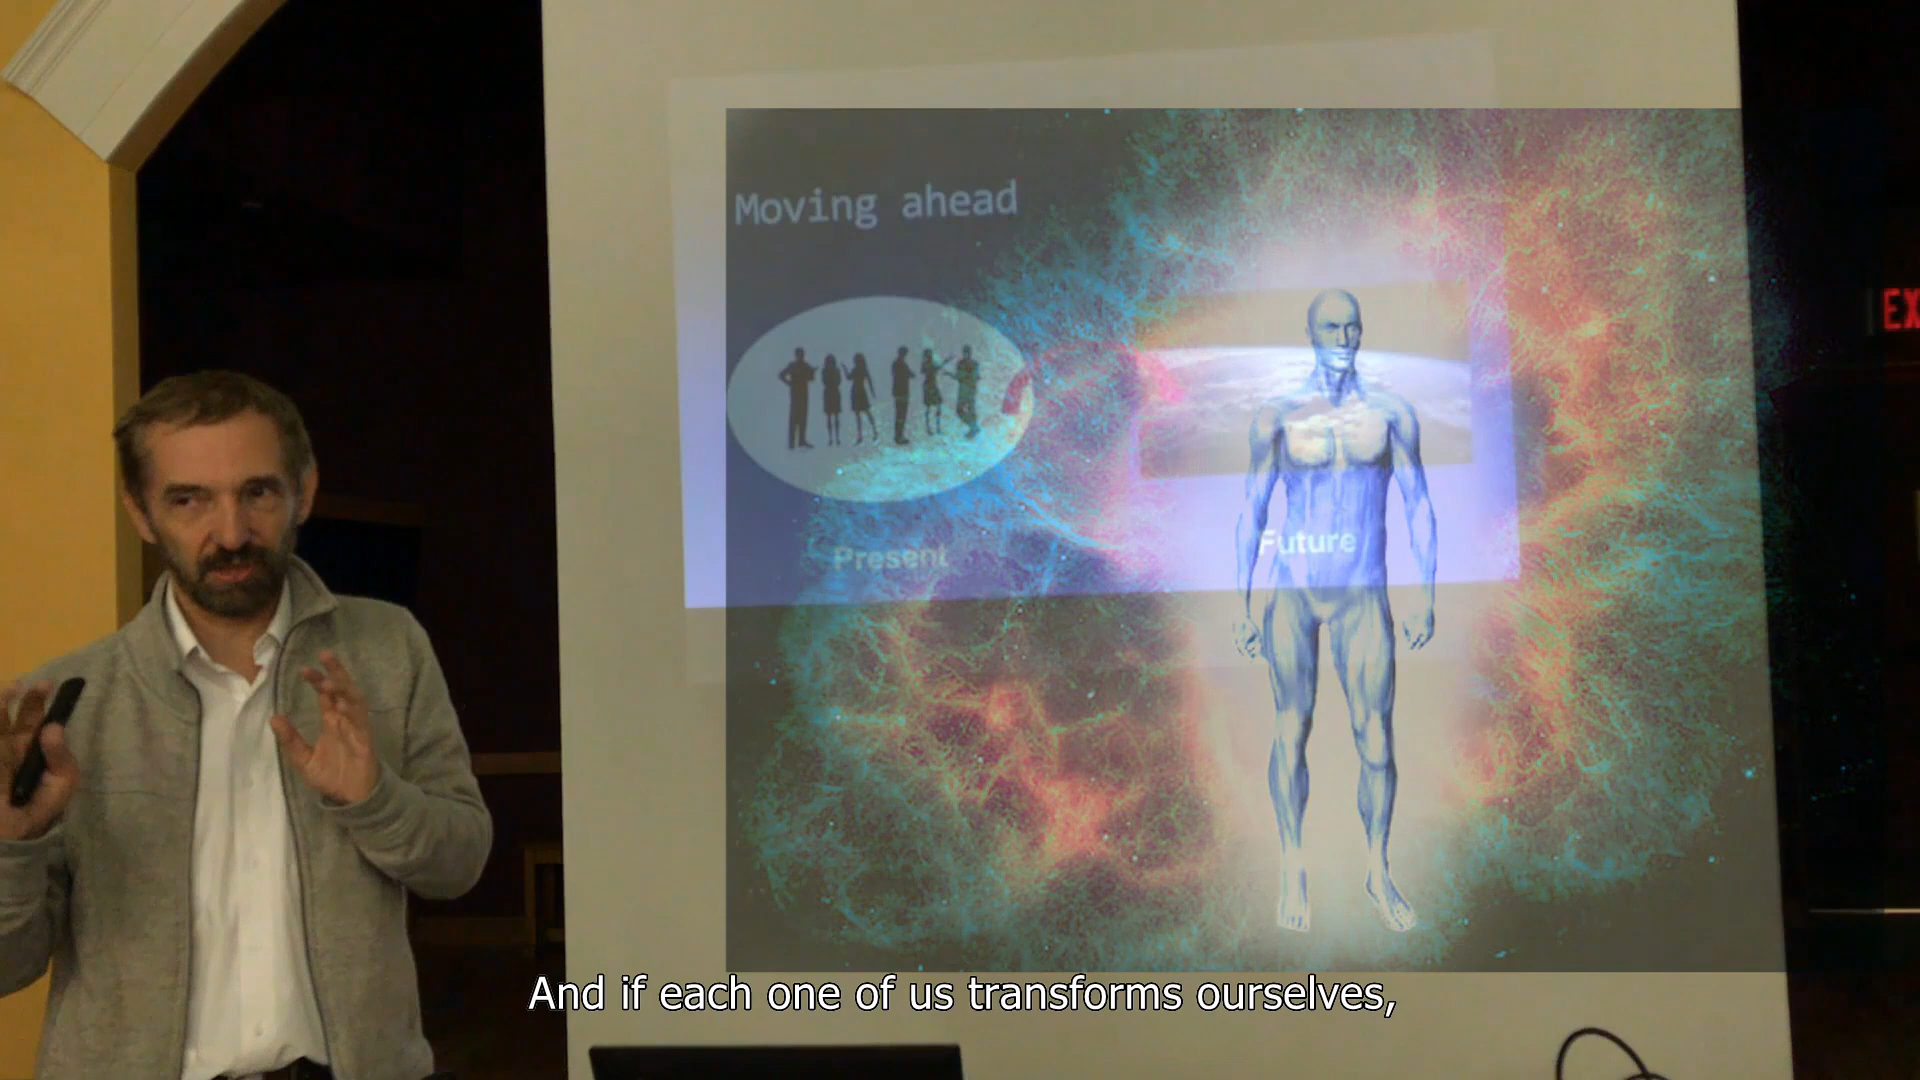 Moving ahead
EX
Present
Future
And if each one of us transforms ourselves,